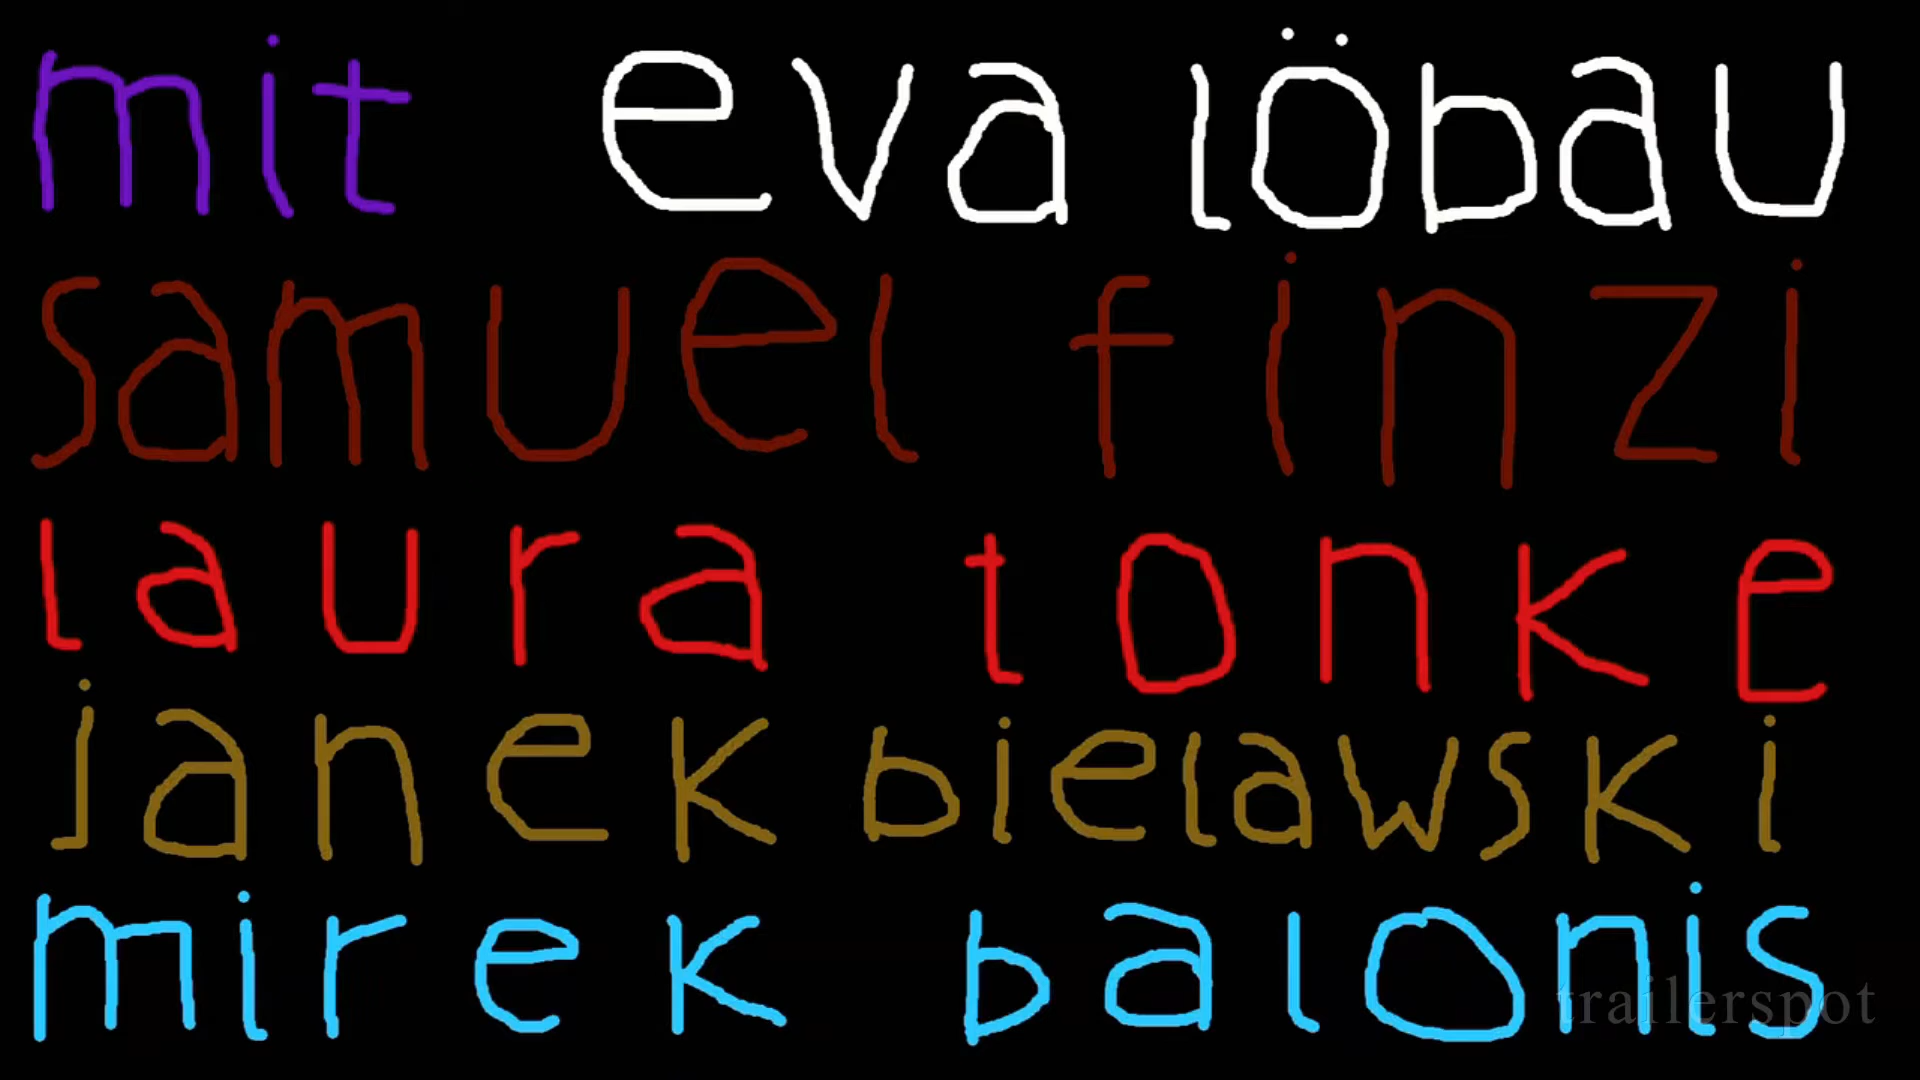 mit eva löbau
samuel finzi
laura tonke
janek bielawski
mirek balonis
trailerspot